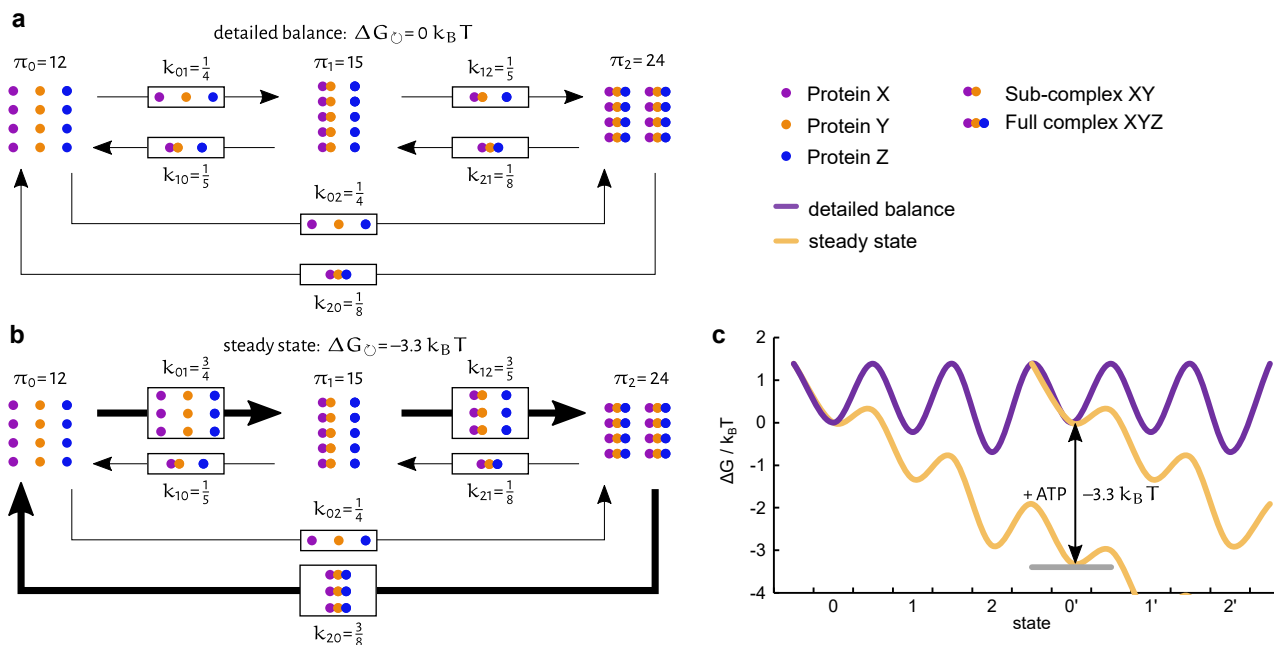 a
detailed balance: ΔG↻=0 kBT
π0=12
k01=1/4
π1=15
k12=1/5
π2=24
k10=1/5
k21=1/8
k02=1/4
k20=1/8
Protein X
Protein Y
Protein Z
Sub-complex XY
Full complex XYZ
detailed balance
steady state
b
steady state: ΔG↻=−3.3 kBT
π0=12
k01=3/4
π1=15
k12=3/5
π2=24
k10=1/5
k21=1/8
k02=1/4
k20=3/8
c
ΔG / kBT
2
1
0
-1
-2
-3
-4
+ ATP
−3.3 kBT
0 1 2 0' 1' 2'
state